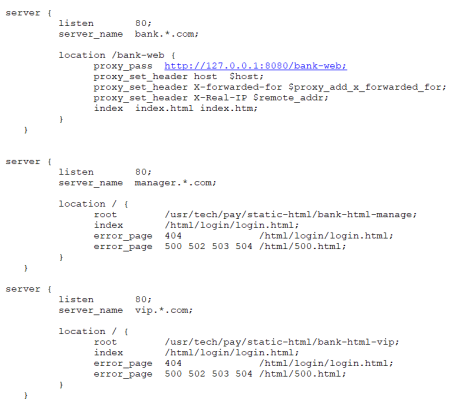 server {
listen 80;
server_name bank.*.com;
location /bank-web {
proxy_pass http://127.0.0.1:8080/bank-web;
proxy_set_header host $host;
proxy_set_header X-forwarded-for $proxy_add_x_forwarded_for;
proxy_set_header X-Real-IP $remote_addr;
index index.html index.htm;
}
}
server {
listen 80;
server_name manager.*.com;
location / {
root /usr/tech/pay/static-html/bank-html-manage;
index /html/login/login.html;
error_page 404 /html/login/login.html;
error_page 500 502 503 504 /html/500.html;
}
}
server {
listen 80;
server_name vip.*.com;
location / {
root /usr/tech/pay/static-html/bank-html-vip;
index /html/login/login.html;
error_page 404 /html/login/login.html;
error_page 500 502 503 504 /html/500.html;
}
}